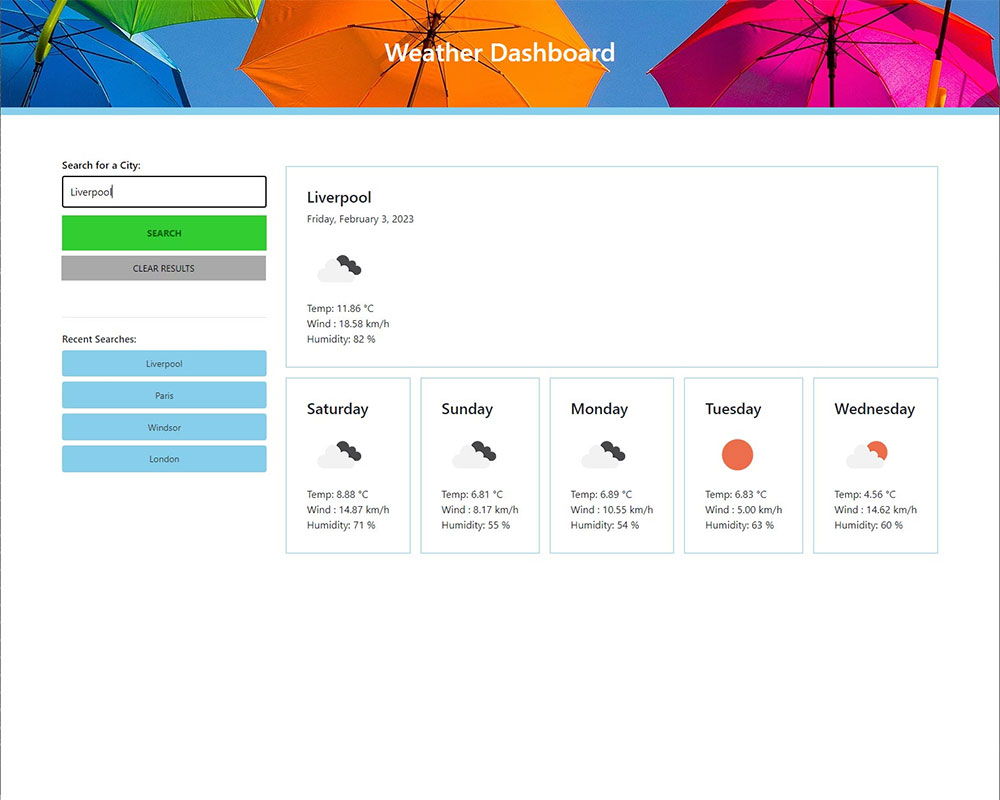 Weather Dashboard
Search for a City:
Liverpool
SEARCH
CLEAR RESULTS
Recent Searches:
Liverpool
Paris
Windsor
London
Liverpool
Friday, February 3, 2023
Temp: 11.86 °C
Wind : 18.58 km/h
Humidity: 82 %
Saturday
Temp: 8.88 °C
Wind : 14.87 km/h
Humidity: 71 %
Sunday
Temp: 6.81 °C
Wind : 8.17 km/h
Humidity: 55 %
Monday
Temp: 6.89 °C
Wind : 10.55 km/h
Humidity: 54 %
Tuesday
Temp: 6.83 °C
Wind : 5.00 km/h
Humidity: 63 %
Wednesday
Temp: 4.56 °C
Wind : 14.62 km/h
Humidity: 60 %